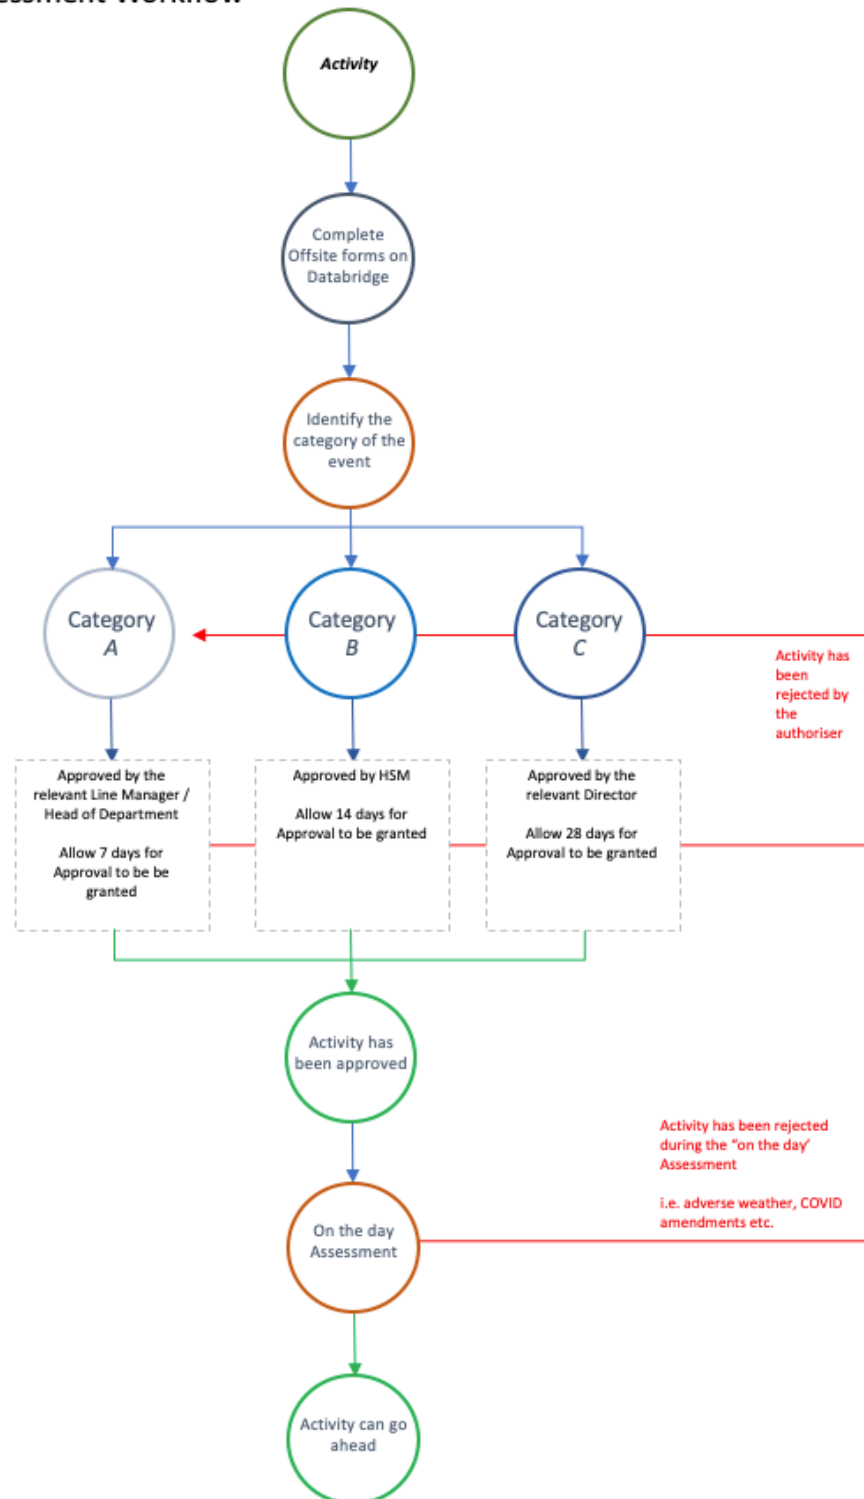 Activity
Complete
Offsite forms on
Databridge
Identify the
category of the
event
Category
A
Category
B
Category
C
Activity has
been
rejected by
the
authoriser
Approved by the
relevant Line Manager /
Head of Department
Allow 7 days for
Approval to be be
granted
Approved by HSM
Allow 14 days for
Approval to be granted
Approved by the
relevant Director
Allow 28 days for
Approval to be granted
Activity has
been approved
Activity has been rejected
during the "on the day'
Assessment
i.e. adverse weather, COVID
amendments etc.
On the day
Assessment
Activity can go
ahead